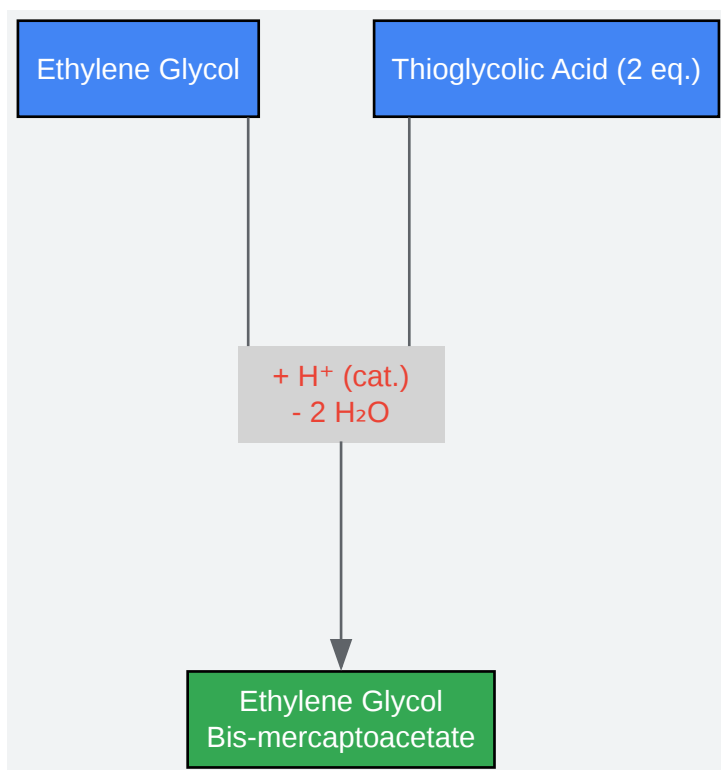 Ethylene Glycol
Thioglycolic Acid (2 eq.)
+ H⁺ (cat.)
- 2 H₂O
Ethylene Glycol
Bis-mercaptoacetate